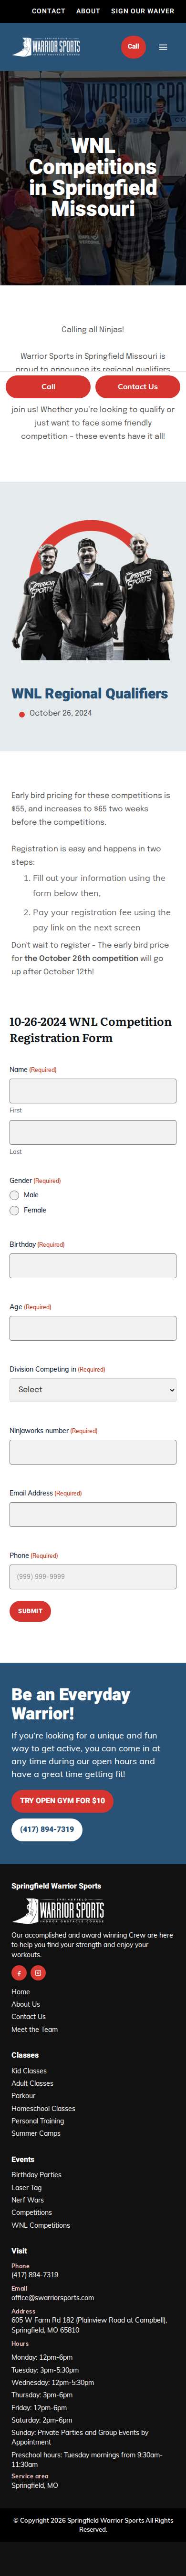 CONTACT ABOUT SIGN OUR WAIVER
SPRINGFIELD
WARRIOR SPORTS
Call
WNL
Competitions
in Springfield
Missouri
Calling all Ninjas!
Warrior Sports in Springfield Missouri is
proud to announce its regional qualifiers
Call
Contact Us
join us! Whether you’re looking to qualify or
just want to face some friendly
competition - these events have it all!
WNL Regional Qualifiers
October 26, 2024
Early bird pricing for these competitions is
$55, and increases to $65 two weeks
before the competitions.
Registration is easy and happens in two
steps:
1. Fill out your information using the
form below then,
2. Pay your registration fee using the
pay link on the next screen
Don't wait to register - The early bird price
for the October 26th competition will go
up after October 12th!
10-26-2024 WNL Competition
Registration Form
Name (Required)
First
Last
Gender (Required)
Male
Female
Birthday (Required)
Age (Required)
Division Competing in (Required)
Select
Ninjaworks number (Required)
Email Address (Required)
Phone (Required)
(999) 999-9999
SUBMIT
Be an Everyday
Warrior!
If you’re looking for a unique and fun
way to get active, you can come in at
any time during our open hours and
have a great time getting fit!
TRY OPEN GYM FOR $10
(417) 894-7319
Springfield Warrior Sports
SPRINGFIELD
WARRIOR SPORTS
Our accomplished and award winning Crew are here
to help you find your strength and enjoy your
workouts.
Home
About Us
Contact Us
Meet the Team
Classes
Kid Classes
Adult Classes
Parkour
Homeschool Classes
Personal Training
Summer Camps
Events
Birthday Parties
Laser Tag
Nerf Wars
Competitions
WNL Competitions
Visit
Phone
(417) 894-7319
Email
office@swarriorsports.com
Address
605 W Farm Rd 182 (Plainview Road at Campbell),
Springfield, MO 65810
Hours
Monday: 12pm-6pm
Tuesday: 3pm-5:30pm
Wednesday: 12pm-5:30pm
Thursday: 3pm-6pm
Friday: 12pm-6pm
Saturday: 2pm-6pm
Sunday: Private Parties and Group Events by
Appointment
Preschool hours: Tuesday mornings from 9:30am-
11:30am
Service area
Springfield, MO
© Copyright 2026 Springfield Warrior Sports All Rights
Reserved.